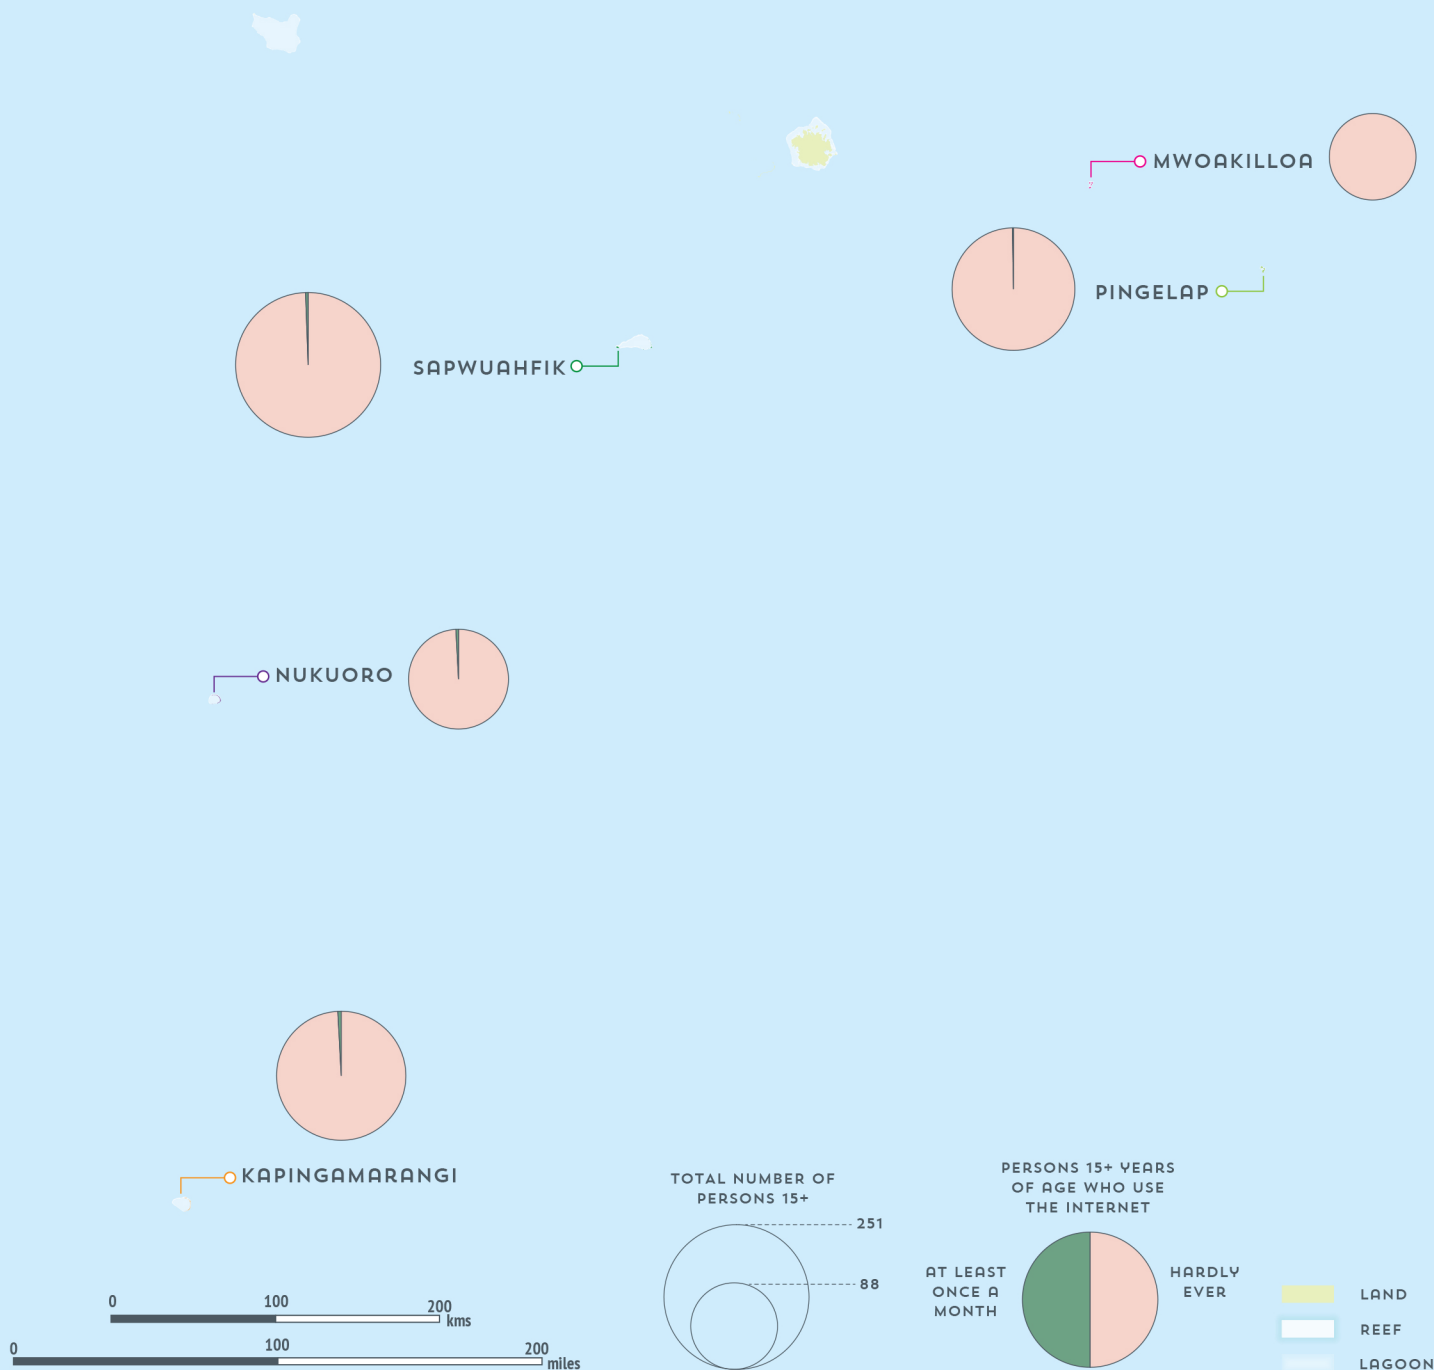 MWOAKILLOA
PINGELAP
SAPWUAHFIK
NUKUORO
KAPINGAMARANGI
TOTAL NUMBER OF
PERSONS 15+
251
88
PERSONS 15+ YEARS
OF AGE WHO USE
THE INTERNET
AT LEAST
ONCE A
MONTH
HARDLY
EVER
LAND
REEF
LAGOON
0 100 200
kms
0 100 200
miles